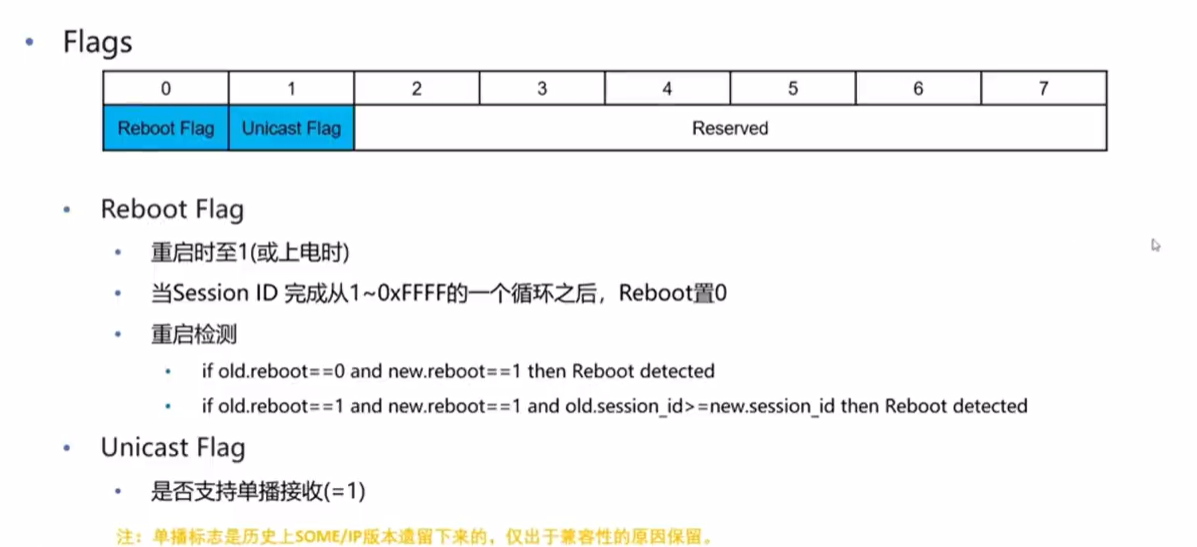 Flags
0 1 2 3 4 5 6 7
Reboot Flag Unicast Flag Reserved
Reboot Flag
重启时至1(或上电时)
当Session ID 完成从1~0xFFFF的一个循环之后，Reboot置0
重启检测
if old.reboot==0 and new.reboot==1 then Reboot detected
if old.reboot==1 and new.reboot==1 and old.session_id>=new.session_id then Reboot detected
Unicast Flag
是否支持单播接收(=1)
注：单播标志是历史上SOME/IP版本遗留下来的，仅出于兼容性的原因保留。